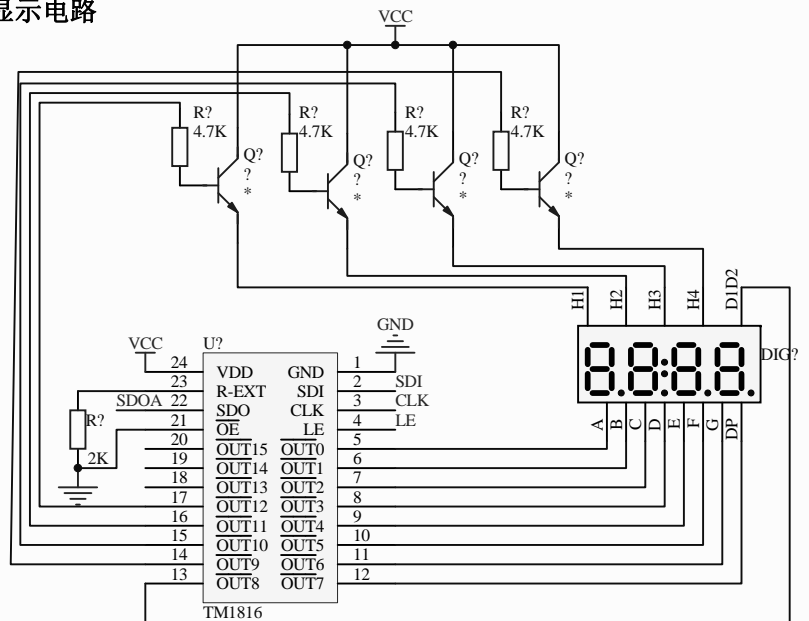 显示电路
VCC
R?
4.7K
R?
4.7K
R?
4.7K
R?
4.7K
Q?
?
*
Q?
?
*
Q?
?
*
Q?
?
*
H1
H2
H3
H4
D1D2
DIG?
A
B
C
D
E
F
G
DP
GND
VCC
U?
24 VDD GND 1
23 R-EXT SDI 2 SDI
SDOA 22 SDO CLK 3 CLK
21 OE LE 4 LE
20 OUT15 OUT0 5
19 OUT14 OUT1 6
18 OUT13 OUT2 7
17 OUT12 OUT3 8
16 OUT11 OUT4 9
15 OUT10 OUT5 10
14 OUT9 OUT6 11
13 OUT8 OUT7 12
R?
2K
TM1816